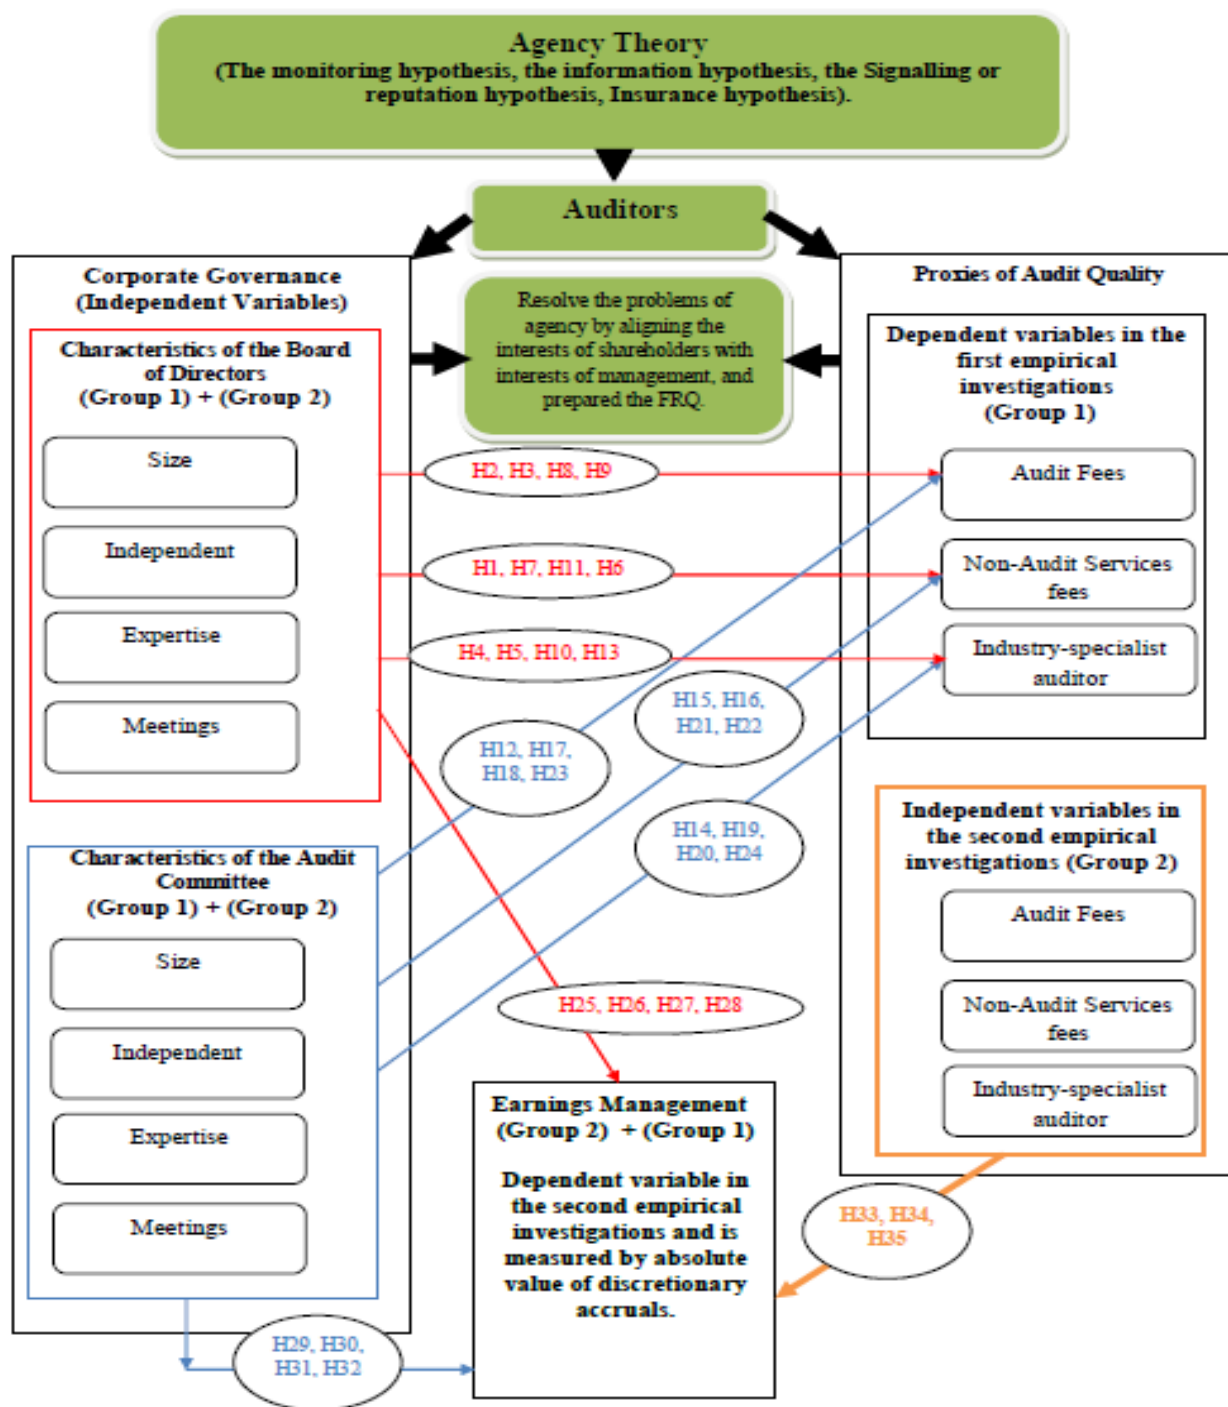 Agency Theory
(The monitoring hypothesis, the information hypothesis, the Signalling or
reputation hypothesis, Insurance hypothesis).
Auditors
Corporate Governance
(Independent Variables)
Characteristics of the Board
of Directors
(Group 1) + (Group 2)
Size
Independent
Expertise
Meetings
Characteristics of the Audit
Committee
(Group 1) + (Group 2)
Size
Independent
Expertise
Meetings
Resolve the problems of
agency by aligning the
interests of shareholders with
interests of management, and
prepared the FRQ.
H2, H3, H8, H9
H1, H7, H11, H6
H4, H5, H10, H13
H15, H16,
H21, H22
H12, H17,
H18, H23
H14, H19,
H20, H24
H25, H26, H27, H28
Earnings Management
(Group 2) + (Group 1)
Dependent variable in
the second empirical
investigations and is
measured by absolute
value of discretionary
accruals.
H29, H30,
H31, H32
Proxies of Audit Quality
Dependent variables in the
first empirical
investigations
(Group 1)
Audit Fees
Non-Audit Services
fees
Industry-specialist
auditor
Independent variables in
the second empirical
investigations (Group 2)
Audit Fees
Non-Audit Services
fees
Industry-specialist
auditor
H33, H34,
H35